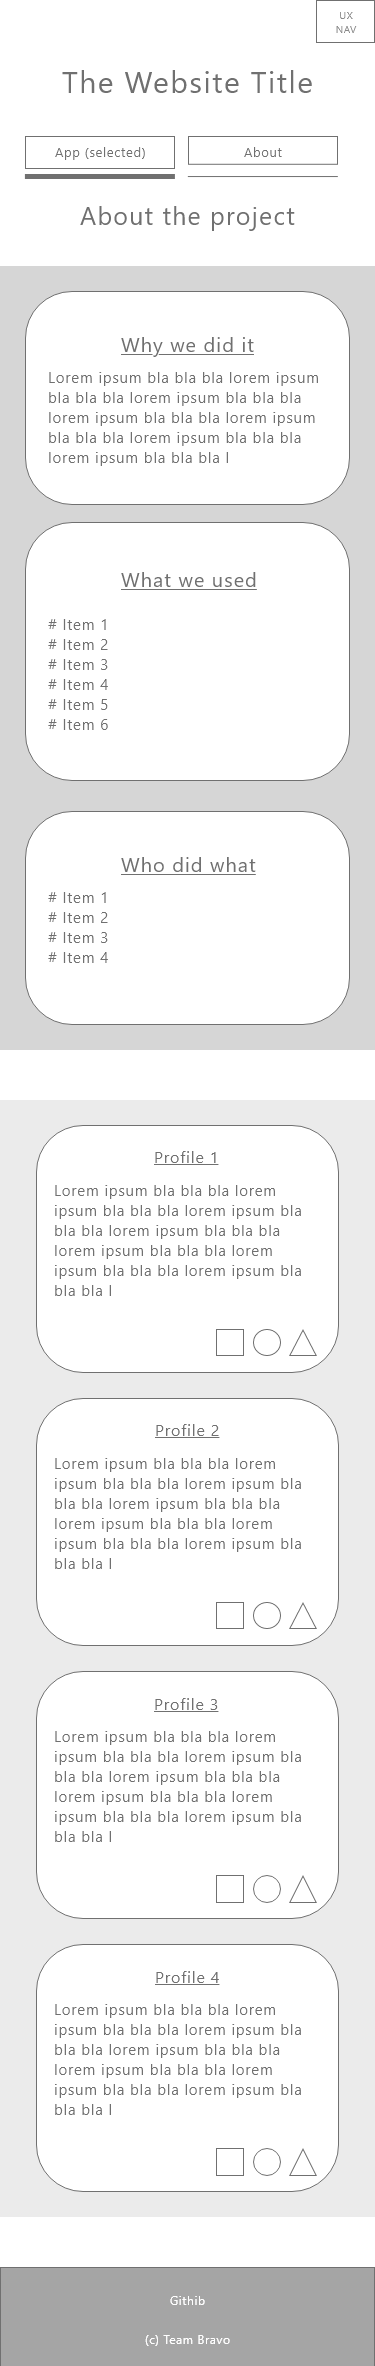 UX
NAV
The Website Title
App (selected)
About
About the project
Why we did it
Lorem ipsum bla bla bla lorem ipsum
bla bla bla lorem ipsum bla bla bla
lorem ipsum bla bla bla lorem ipsum
bla bla bla lorem ipsum bla bla bla
lorem ipsum bla bla bla l
What we used
# Item 1
# Item 2
# Item 3
# Item 4
# Item 5
# Item 6
Who did what
# Item 1
# Item 2
# Item 3
# Item 4
Profile 1
Lorem ipsum bla bla bla lorem
ipsum bla bla bla lorem ipsum bla
bla bla lorem ipsum bla bla bla
lorem ipsum bla bla bla lorem
ipsum bla bla bla lorem ipsum bla
bla bla l
Profile 2
Lorem ipsum bla bla bla lorem
ipsum bla bla bla lorem ipsum bla
bla bla lorem ipsum bla bla bla
lorem ipsum bla bla bla lorem
ipsum bla bla bla lorem ipsum bla
bla bla l
Profile 3
Lorem ipsum bla bla bla lorem
ipsum bla bla bla lorem ipsum bla
bla bla lorem ipsum bla bla bla
lorem ipsum bla bla bla lorem
ipsum bla bla bla lorem ipsum bla
bla bla l
Profile 4
Lorem ipsum bla bla bla lorem
ipsum bla bla bla lorem ipsum bla
bla bla lorem ipsum bla bla bla
lorem ipsum bla bla bla lorem
ipsum bla bla bla lorem ipsum bla
bla bla l
Githib
(c) Team Bravo